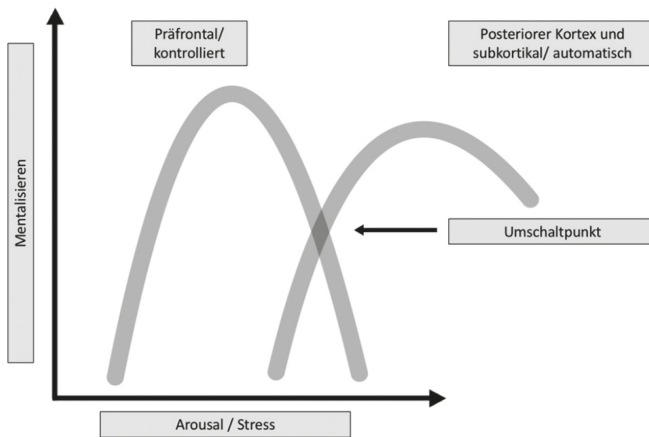 Präfrontal/
kontrolliert
Posteriorer Kortex und
subkortikal/ automatisch
Mentalisieren
Umschaltpunkt
Arousal / Stress